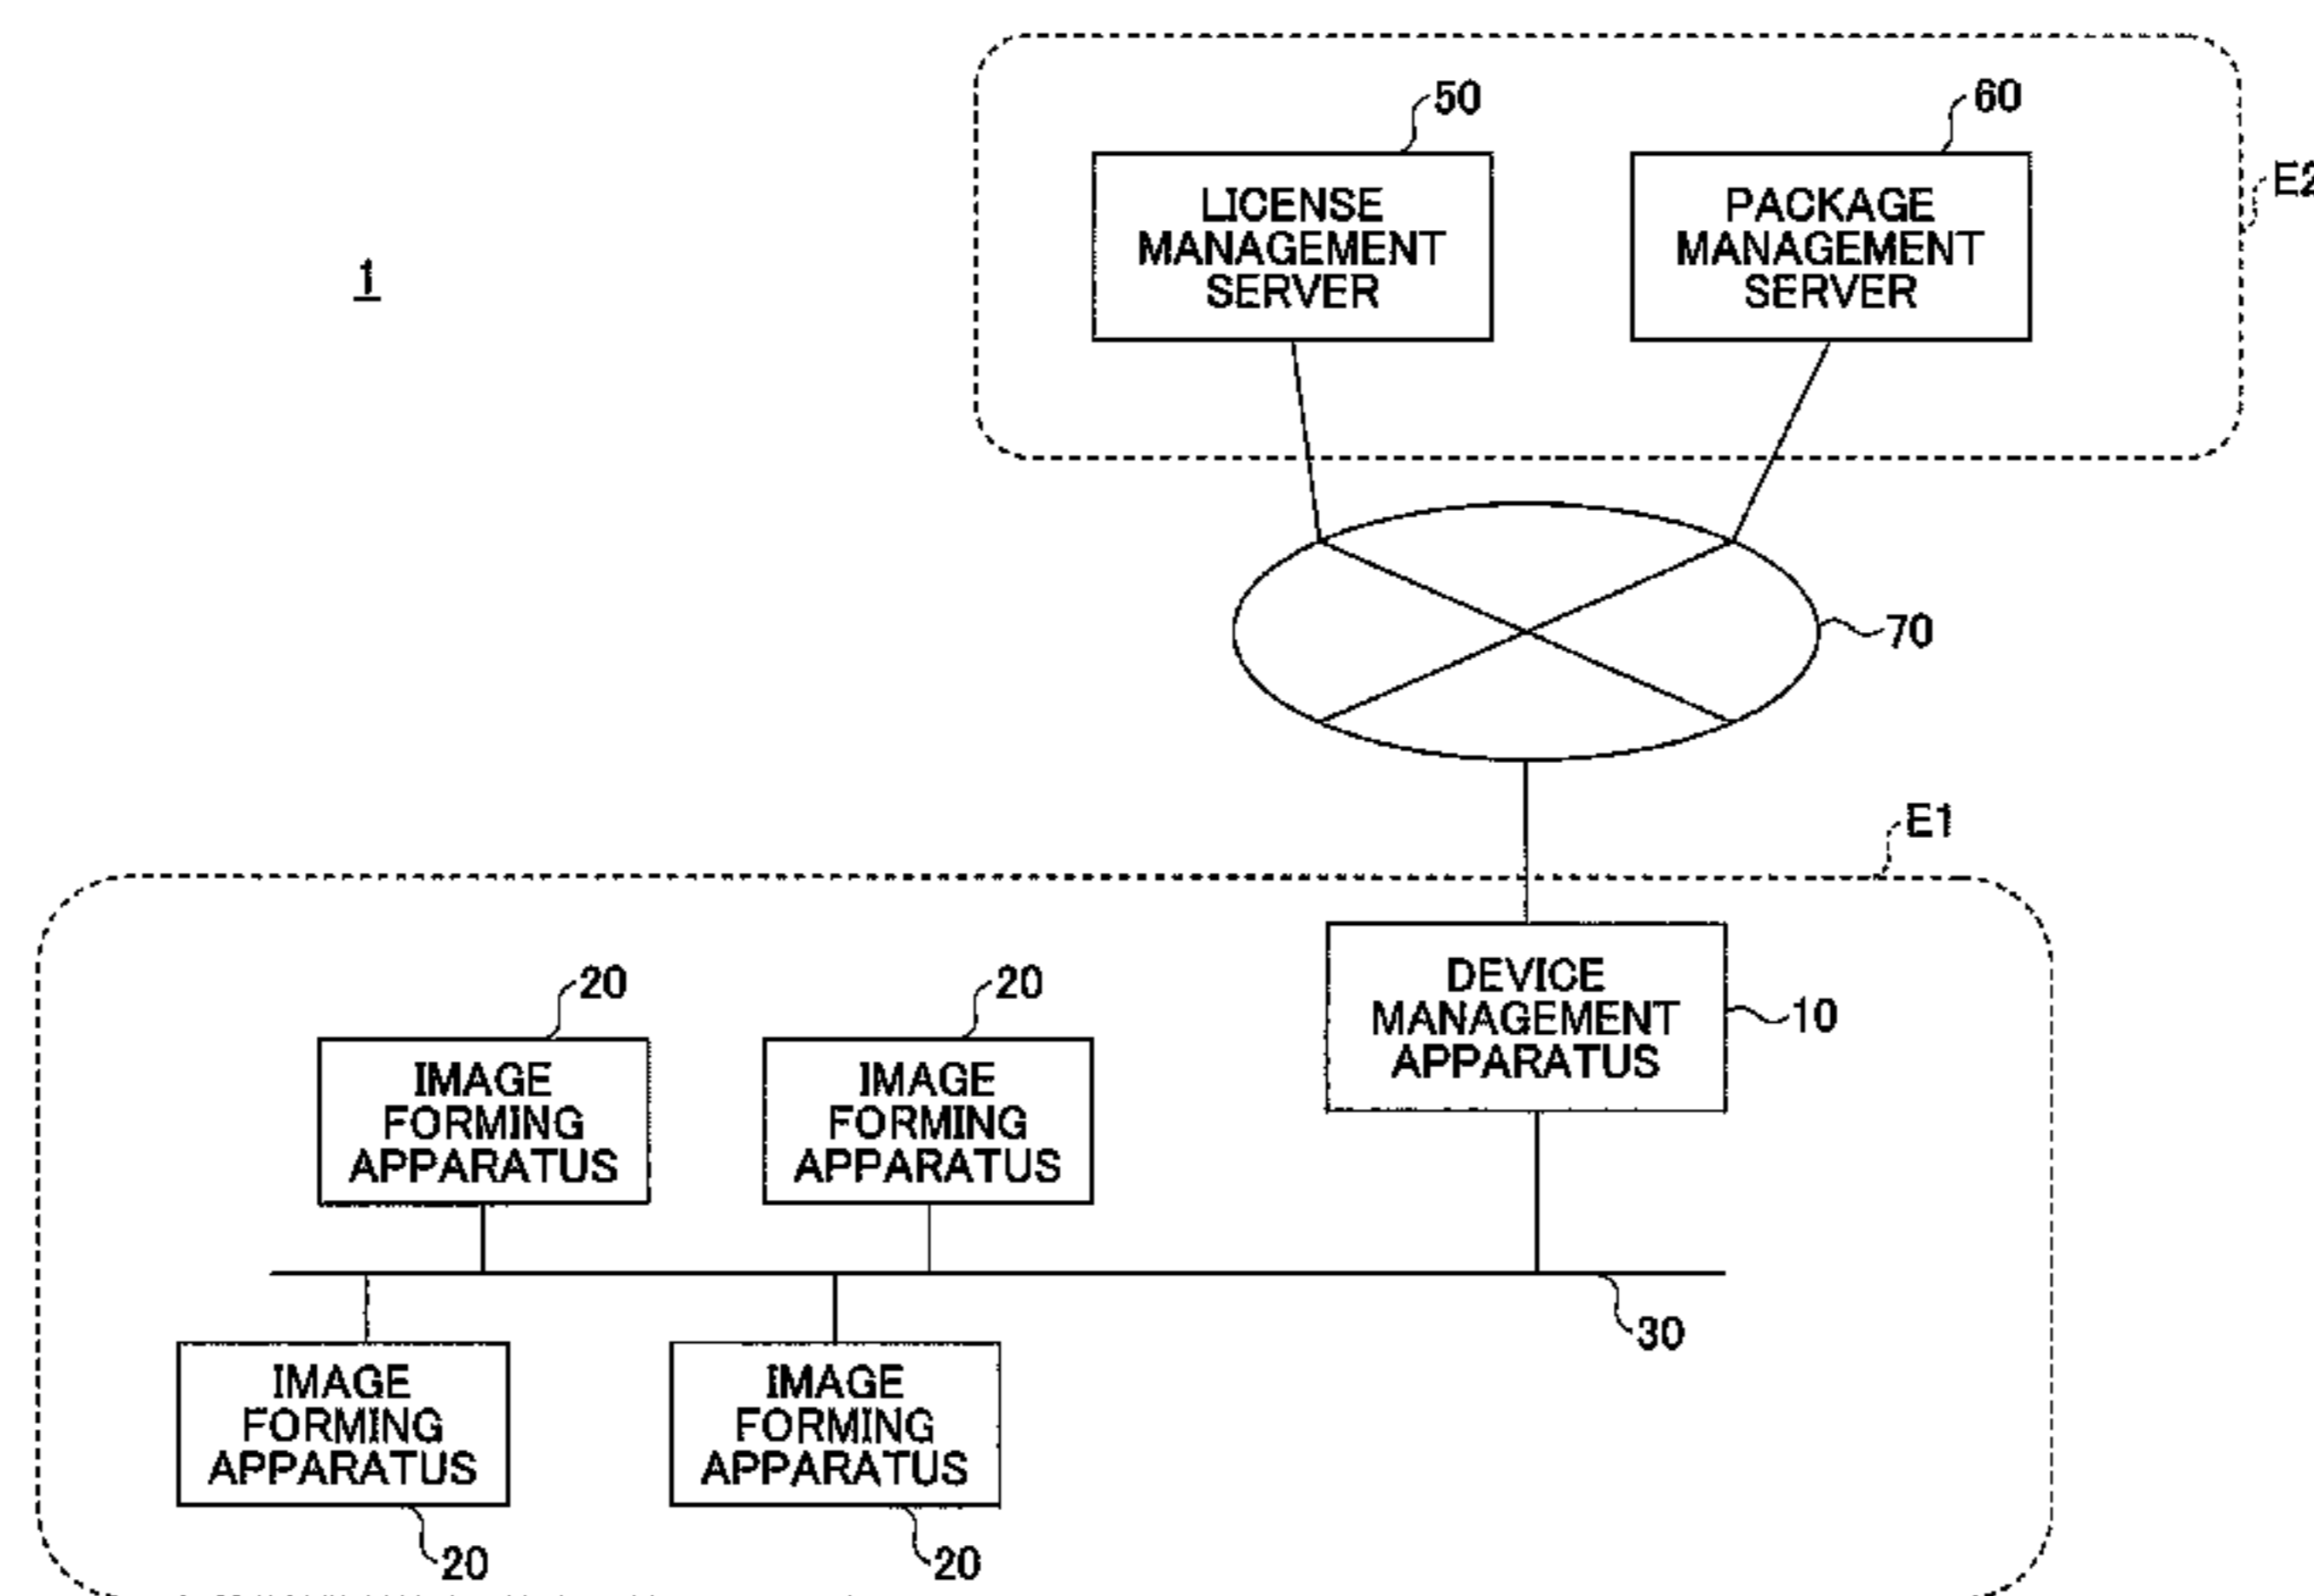 50
60
LICENSE
MANAGEMENT
SERVER
PACKAGE
MANAGEMENT
SERVER
E2
1
70
E1
DEVICE
MANAGEMENT
APPARATUS
10
20
20
IMAGE
FORMING
APPARATUS
IMAGE
FORMING
APPARATUS
30
IMAGE
FORMING
APPARATUS
IMAGE
FORMING
APPARATUS
20
20